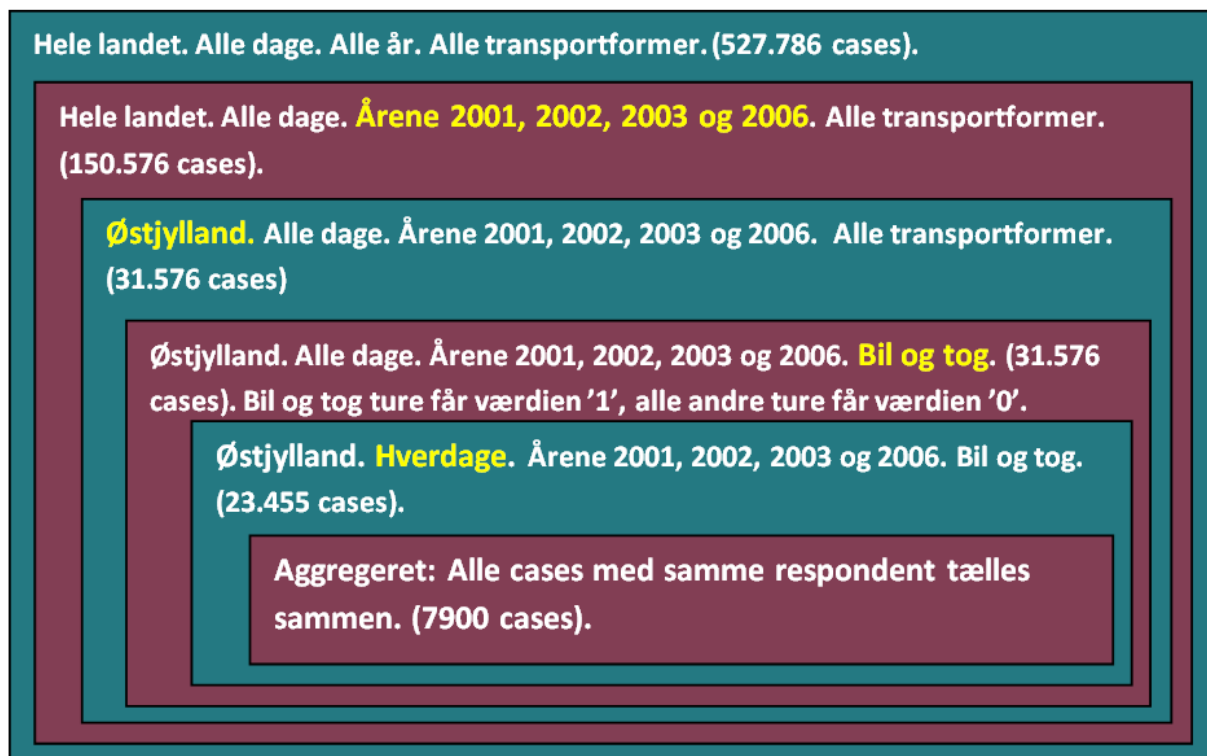 Hele landet. Alle dage. Alle år. Alle transportformer. (527.786 cases).
Hele landet. Alle dage. Årene 2001, 2002, 2003 og 2006. Alle transportformer.
(150.576 cases).
Østjylland. Alle dage. Årene 2001, 2002, 2003 og 2006. Alle transportformer.
(31.576 cases)
Østjylland. Alle dage. Årene 2001, 2002, 2003 og 2006. Bil og tog. (31.576
cases). Bil og tog ture får værdien ’1’, alle andre ture får værdien ’0’.
Østjylland. Hverdage. Årene 2001, 2002, 2003 og 2006. Bil og tog.
(23.455 cases).
Aggregeret: Alle cases med samme respondent tælles
sammen. (7900 cases).